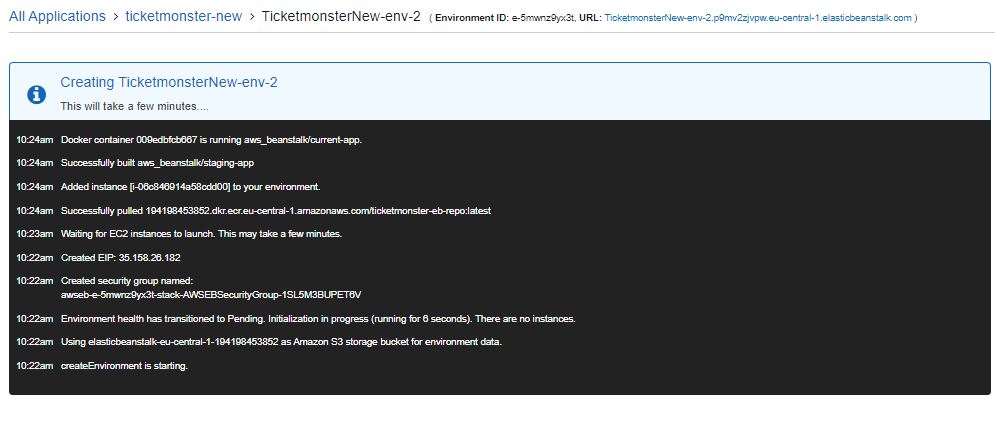 All Applications > ticketmonster-new > TicketmonsterNew-env-2 ( Environment ID: e-5mwnz9yx3t, URL: TicketmonsterNew-env-2.p9mv2zjvpw.eu-central-1.elasticbeanstalk.com )
Creating TicketmonsterNew-env-2
This will take a few minutes....
10:24am Docker container 009edbfcb667 is running aws_beanstalk/current-app.
10:24am Successfully built aws_beanstalk/staging-app
10:24am Added instance [i-06c846914a58cdd00] to your environment.
10:24am Successfully pulled 194198453852.dkr.ecr.eu-central-1.amazonaws.com/ticketmonster-eb-repo:latest
10:23am Waiting for EC2 instances to launch. This may take a few minutes.
10:22am Created EIP: 35.158.26.182
10:22am Created security group named:
awseb-e-5mwnz9yx3t-stack-AWSEBSecurityGroup-1SL5M3BUPET6V
10:22am Environment health has transitioned to Pending. Initialization in progress (running for 6 seconds). There are no instances.
10:22am Using elasticbeanstalk-eu-central-1-194198453852 as Amazon S3 storage bucket for environment data.
10:22am createEnvironment is starting.